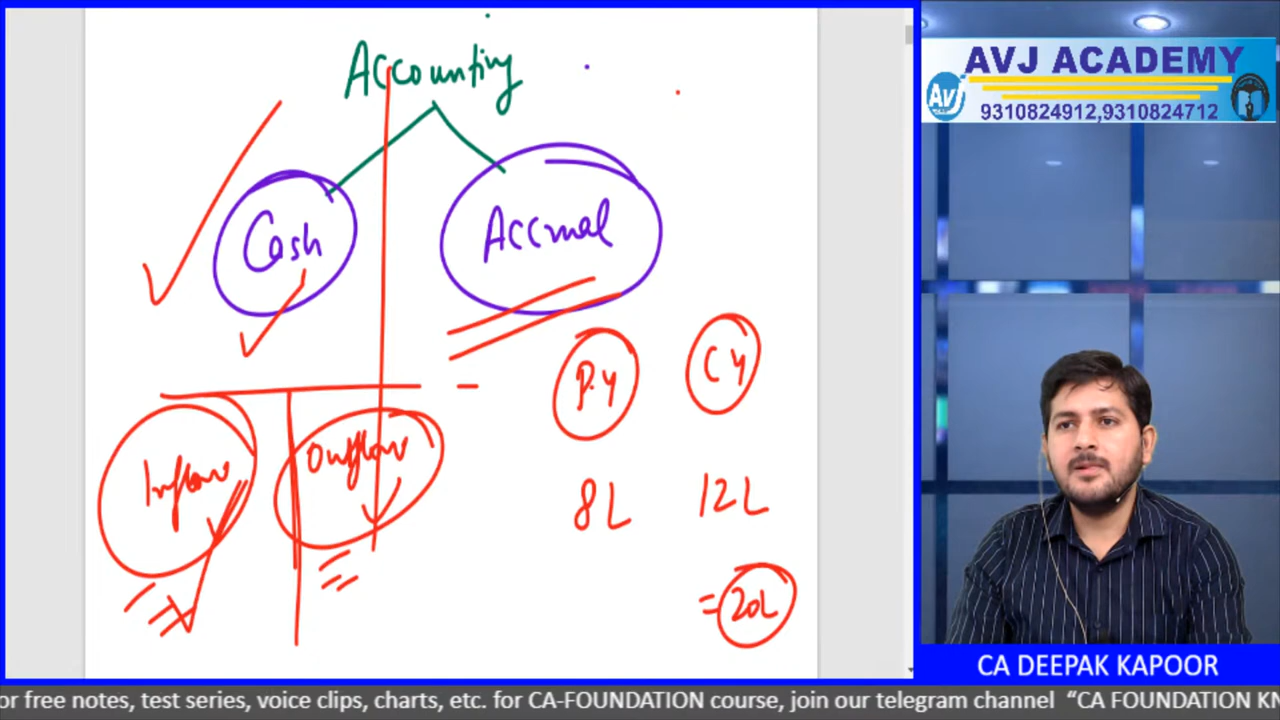 Accounting
Cash
Accrual
P.Y
C Y
Inflow
Outflow
8L
12L
= 20L
AVJ ACADEMY
AVJ
9310824912,9310824712
CA DEEPAK KAPOOR
or free notes, test series, voice clips, charts, etc. for CA-FOUNDATION course, join our telegram channel “CA FOUNDATION KN